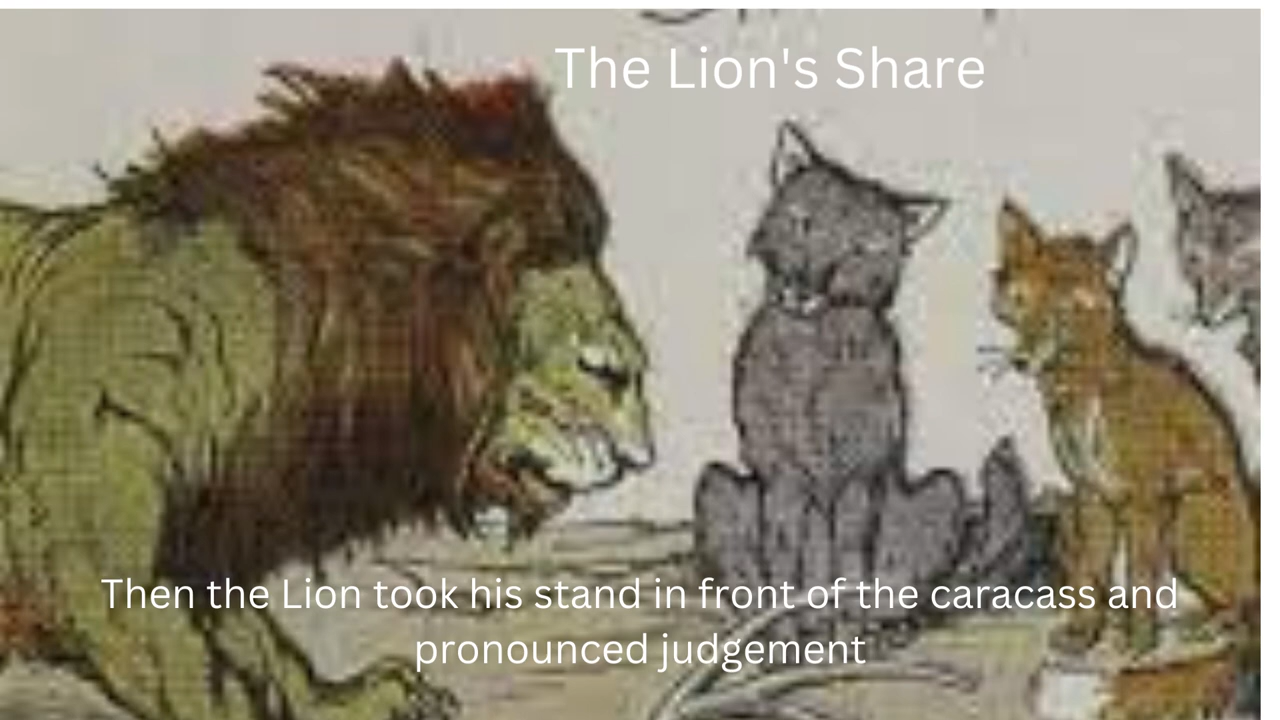 The Lion's Share
Then the Lion took his stand in front of the caracass and
pronounced judgement